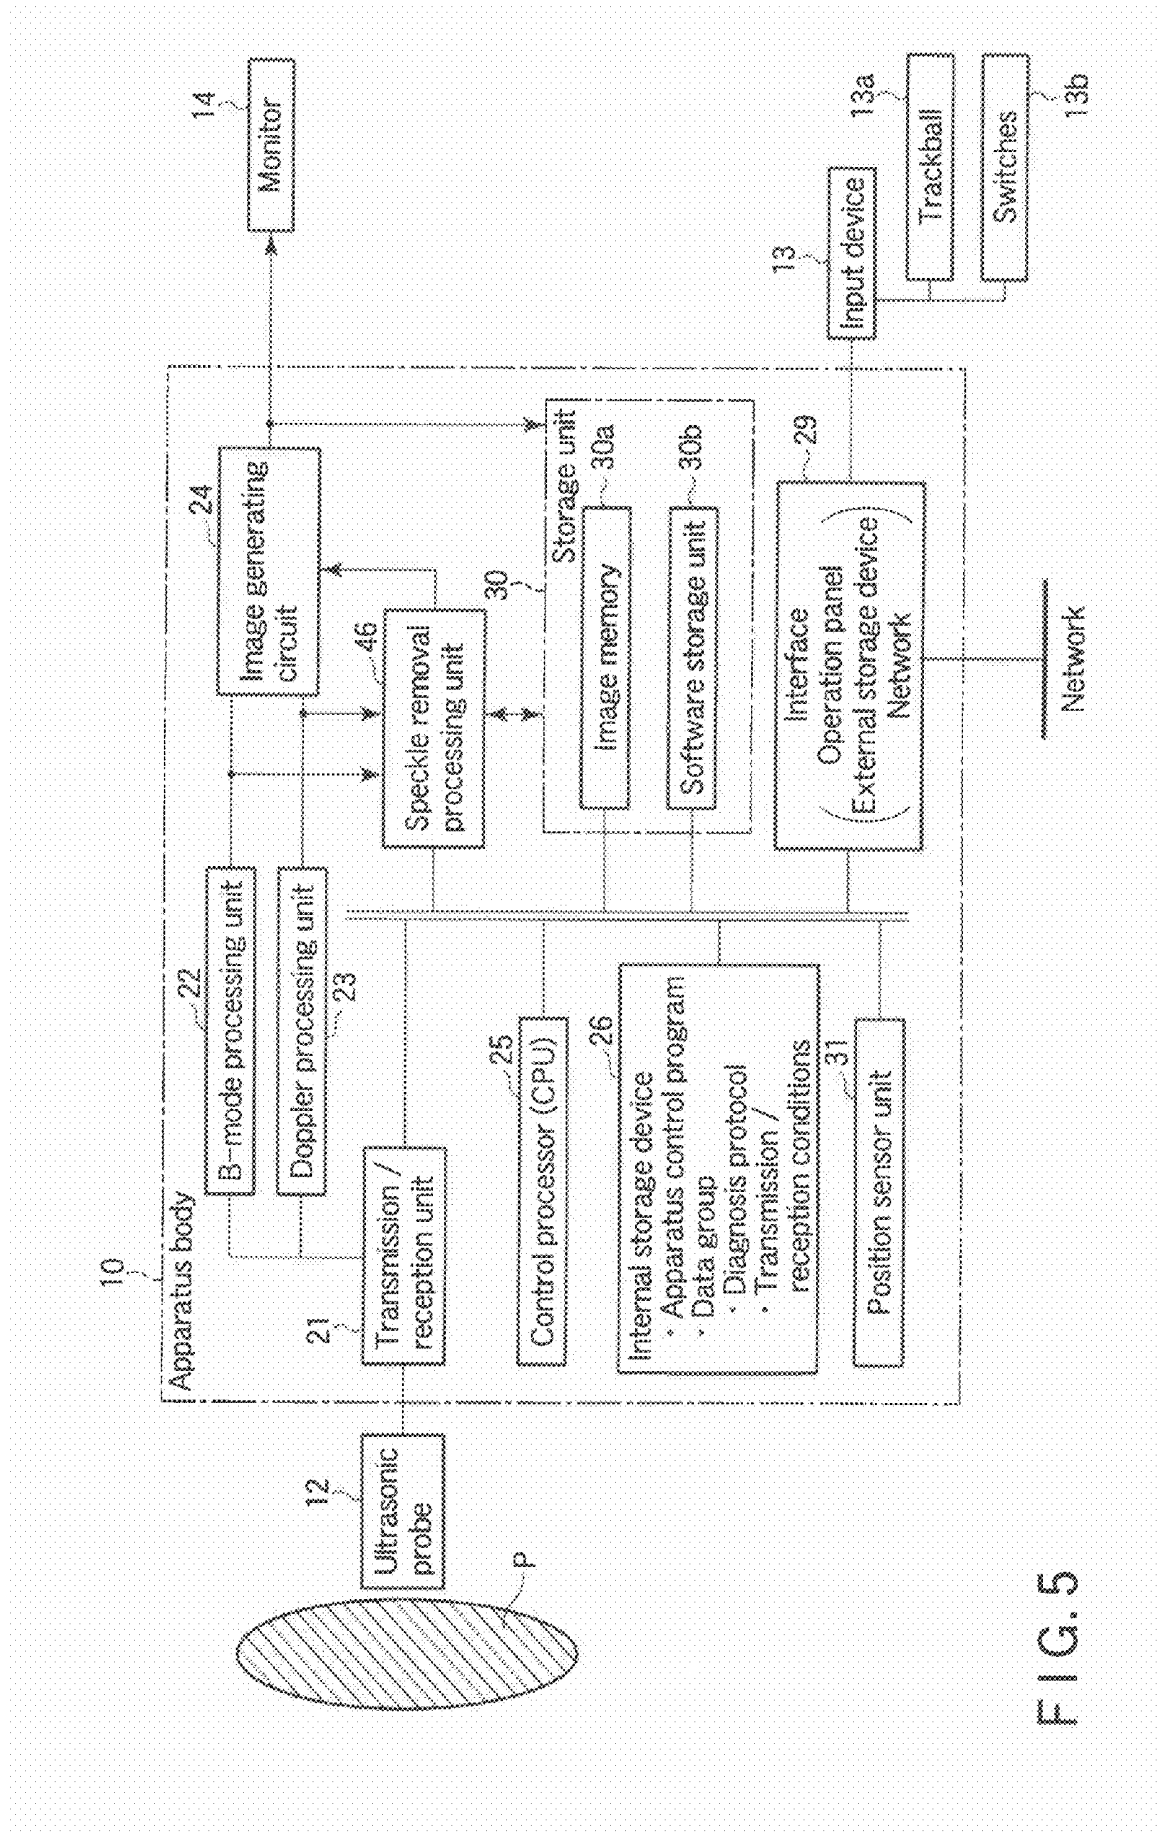 10
Apparatus body
12
Ultrasonic
probe
P
21
Transmission /
reception unit
22
B-mode processing unit
Doppler processing unit
23
24
Image generating
circuit
14
Monitor
46
Speckle removal
processing unit
30
Storage unit
30a
Image memory
30b
Software storage unit
25
Control processor (CPU)
26
Internal storage device
· Apparatus control program
· Data group
· Diagnosis protocol
· Transmission /
reception conditions
31
Position sensor unit
29
Interface
(Operation panel
External storage device
Network)
13
Input device
13a
Trackball
Switches
13b
Network
FIG. 5